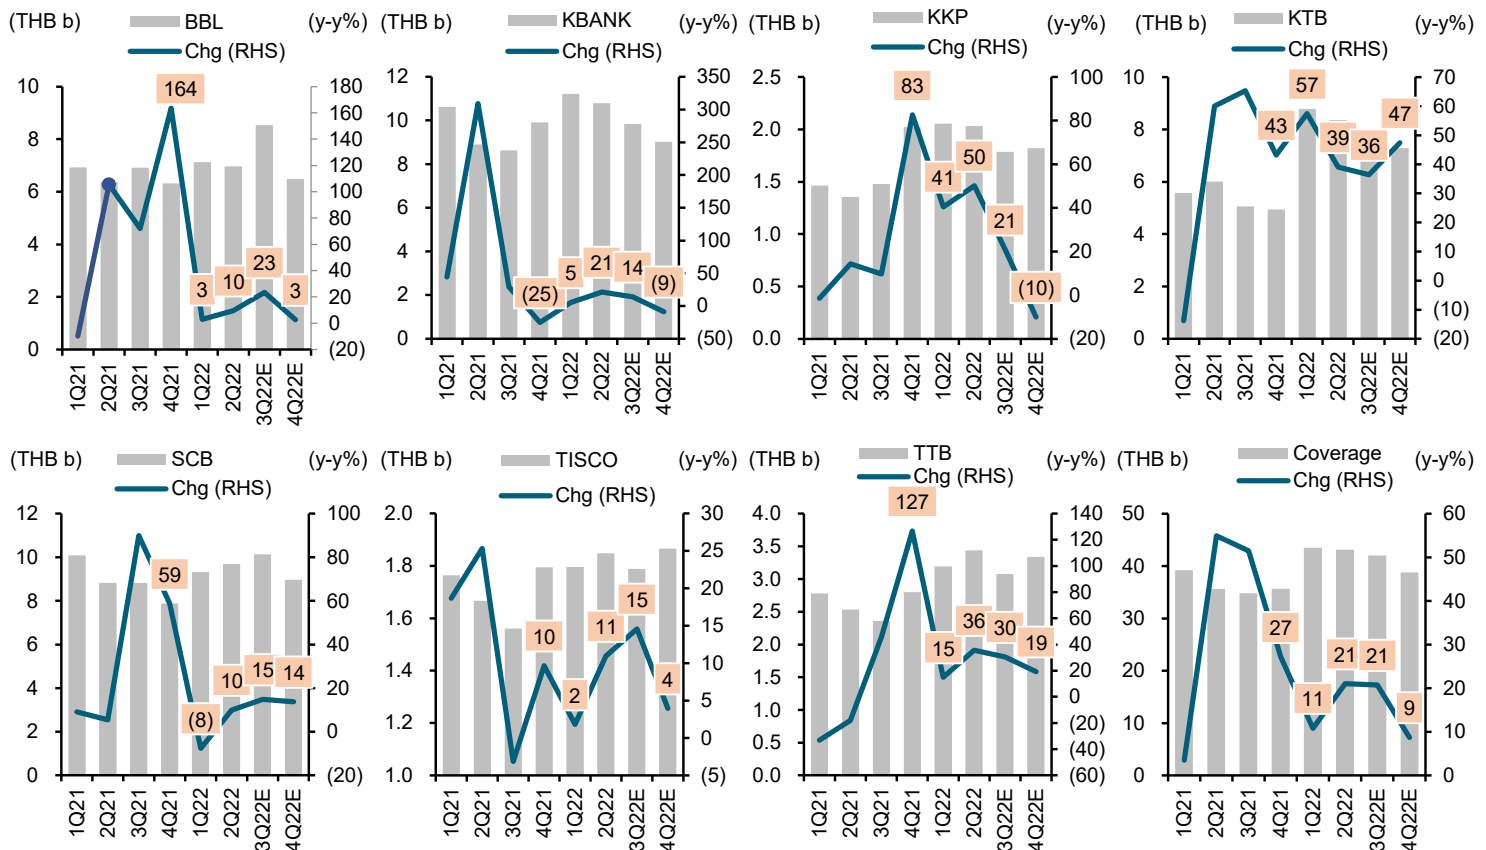 (THB b) BBL (y-y%)
Chg (RHS)
10
8
6
4
2
0
180
160
140
120
100
80
60
40
20
0
(20)
164
3
10
23
3
1Q21
2Q21
3Q21
4Q21
1Q22
2Q22
3Q22E
4Q22E
(THB b) KBANK (y-y%)
Chg (RHS)
12
10
8
6
4
2
0
350
300
250
200
150
100
50
0
(50)
(25)
5
21
14
(9)
1Q21
2Q21
3Q21
4Q21
1Q22
2Q22
3Q22E
4Q22E
(THB b) KKP (y-y%)
Chg (RHS)
2.5
2.0
1.5
1.0
0.5
0.0
100
80
60
40
20
0
(20)
83
41
50
21
(10)
1Q21
2Q21
3Q21
4Q21
1Q22
2Q22
3Q22E
4Q22E
(THB b) KTB (y-y%)
Chg (RHS)
10
8
6
4
2
0
70
60
50
40
30
20
10
0
(10)
(20)
43
57
39
36
47
1Q21
2Q21
3Q21
4Q21
1Q22
2Q22
3Q22E
4Q22E
(THB b) SCB (y-y%)
Chg (RHS)
12
10
8
6
4
2
0
100
80
60
40
20
0
(20)
59
(8)
10
15
14
1Q21
2Q21
3Q21
4Q21
1Q22
2Q22
3Q22E
4Q22E
(THB b) TISCO (y-y%)
Chg (RHS)
2.0
1.8
1.6
1.4
1.2
1.0
30
25
20
15
10
5
0
(5)
10
2
11
15
4
1Q21
2Q21
3Q21
4Q21
1Q22
2Q22
3Q22E
4Q22E
(THB b) TTB (y-y%)
Chg (RHS)
4.0
3.5
3.0
2.5
2.0
1.5
1.0
0.5
0.0
140
120
100
80
60
40
20
0
(20)
(40)
(60)
127
15
36
30
19
1Q21
2Q21
3Q21
4Q21
1Q22
2Q22
3Q22E
4Q22E
(THB b) Coverage (y-y%)
Chg (RHS)
50
40
30
20
10
0
60
50
40
30
20
10
0
27
11
21
21
9
1Q21
2Q21
3Q21
4Q21
1Q22
2Q22
3Q22E
4Q22E